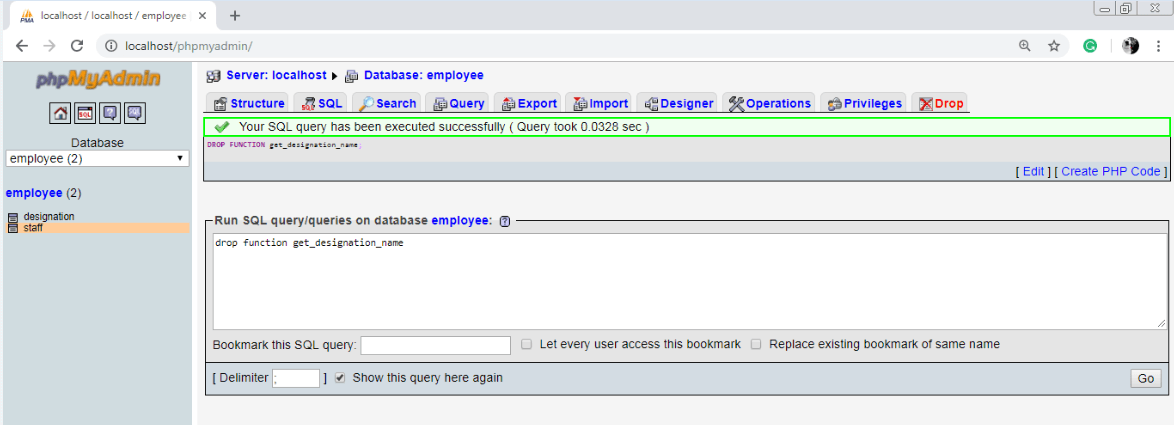 localhost / localhost / employee
localhost/phpmyadmin/
phpMyAdmin
SQL
Database
employee (2)
employee (2)
designation
staff
Server: localhost Database: employee
Structure SQL Search Query Export Import Designer Operations Privileges Drop
Your SQL query has been executed successfully ( Query took 0.0328 sec )
DROP FUNCTION get_designation_name;
[ Edit ] [ Create PHP Code ]
Run SQL query/queries on database employee:
drop function get_designation_name
Bookmark this SQL query: Let every user access this bookmark Replace existing bookmark of same name
[ Delimiter ; ] Show this query here again Go